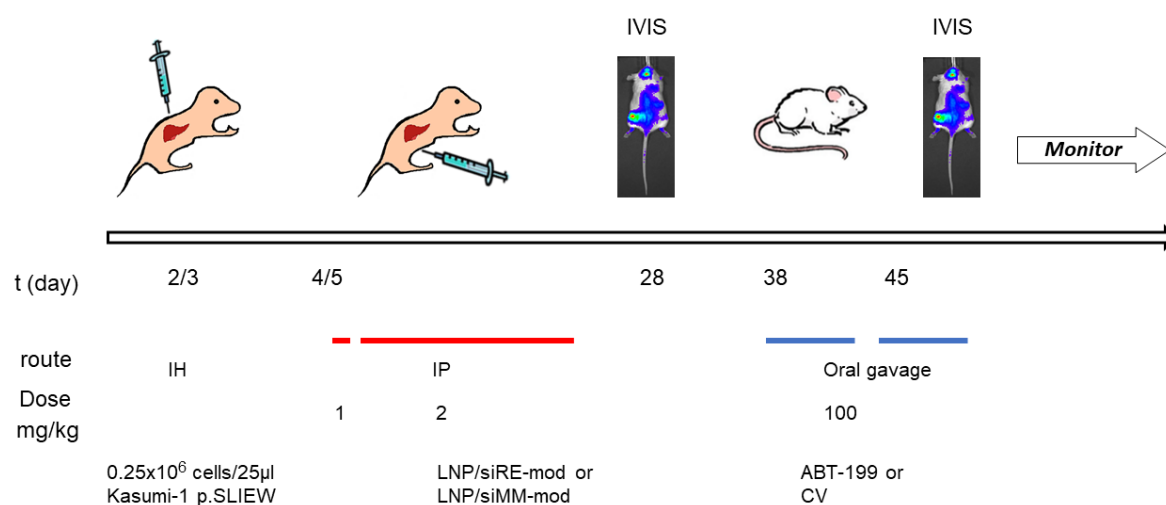 IVIS IVIS
Monitor
t (day) 2/3 4/5 28 38 45
route IH IP Oral gavage
Dose mg/kg 1 2 100
0.25x10⁶ cells/25µl LNP/siRE-mod or ABT-199 or
Kasumi-1 p.SLIEW LNP/siMM-mod CV